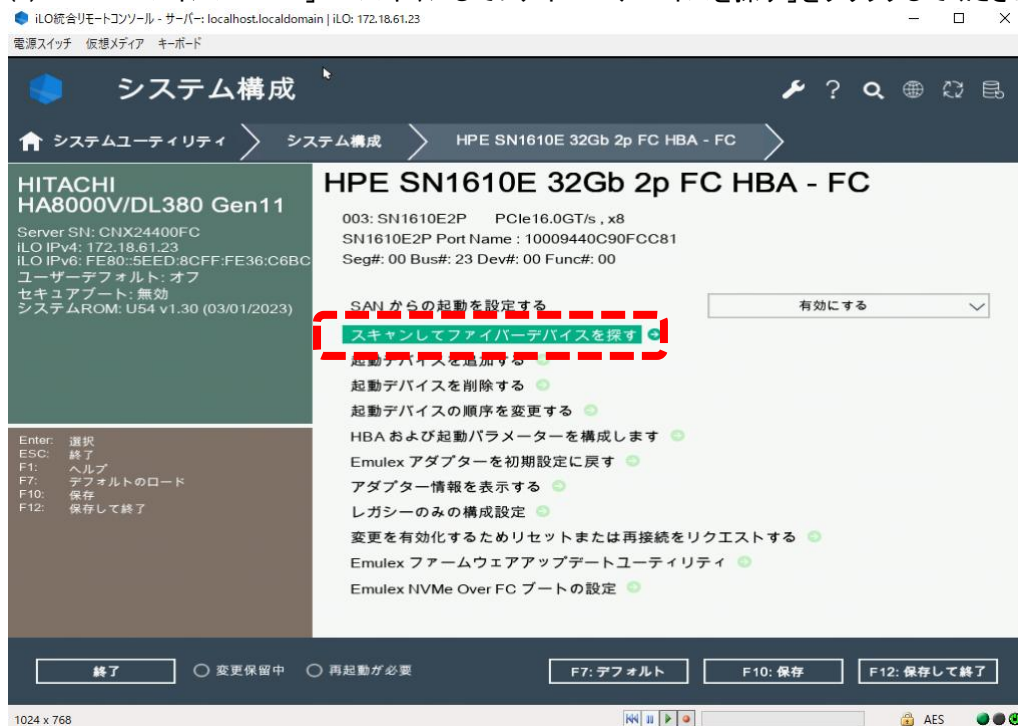 iLO統合リモートコンソール - サーバー: localhost.localdomain | iLO: 172.18.61.23
電源スイッチ 仮想メディア キーボード
システム構成
?
システムユーティリティ
システム構成
HPE SN1610E 32Gb 2p FC HBA - FC
HITACHI
HA8000V/DL380 Gen11
Server SN: CNX24400FC
iLO IPv4: 172.18.61.23
iLO IPv6: FE80::5EED:8CFF:FE36:C6BC
ユーザーデフォルト: オフ
セキュアブート: 無効
システムROM: U54 v1.30 (03/01/2023)
Enter: 選択
ESC: 終了
F1: ヘルプ
F7: デフォルトのロード
F10: 保存
F12: 保存して終了
HPE SN1610E 32Gb 2p FC HBA - FC
003: SN1610E2P PCIe16.0GT/s , x8
SN1610E2P Port Name : 10009440C90FCC81
Seg#: 00 Bus#: 23 Dev#: 00 Func#: 00
SAN からの起動を設定する 有効にする
スキャンしてファイバーデバイスを探す
起動デバイスを追加する
起動デバイスを削除する
起動デバイスの順序を変更する
HBA および起動パラメーターを構成します
Emulex アダプターを初期設定に戻す
アダプター情報を表示する
レガシーのみの構成設定
変更を有効化するためリセットまたは再接続をリクエストする
Emulex ファームウェアアップデートユーティリティ
Emulex NVMe Over FC ブートの設定
終了 変更保留中 再起動が必要 F7: デフォルト F10: 保存 F12: 保存して終了
1024 x 768 AES